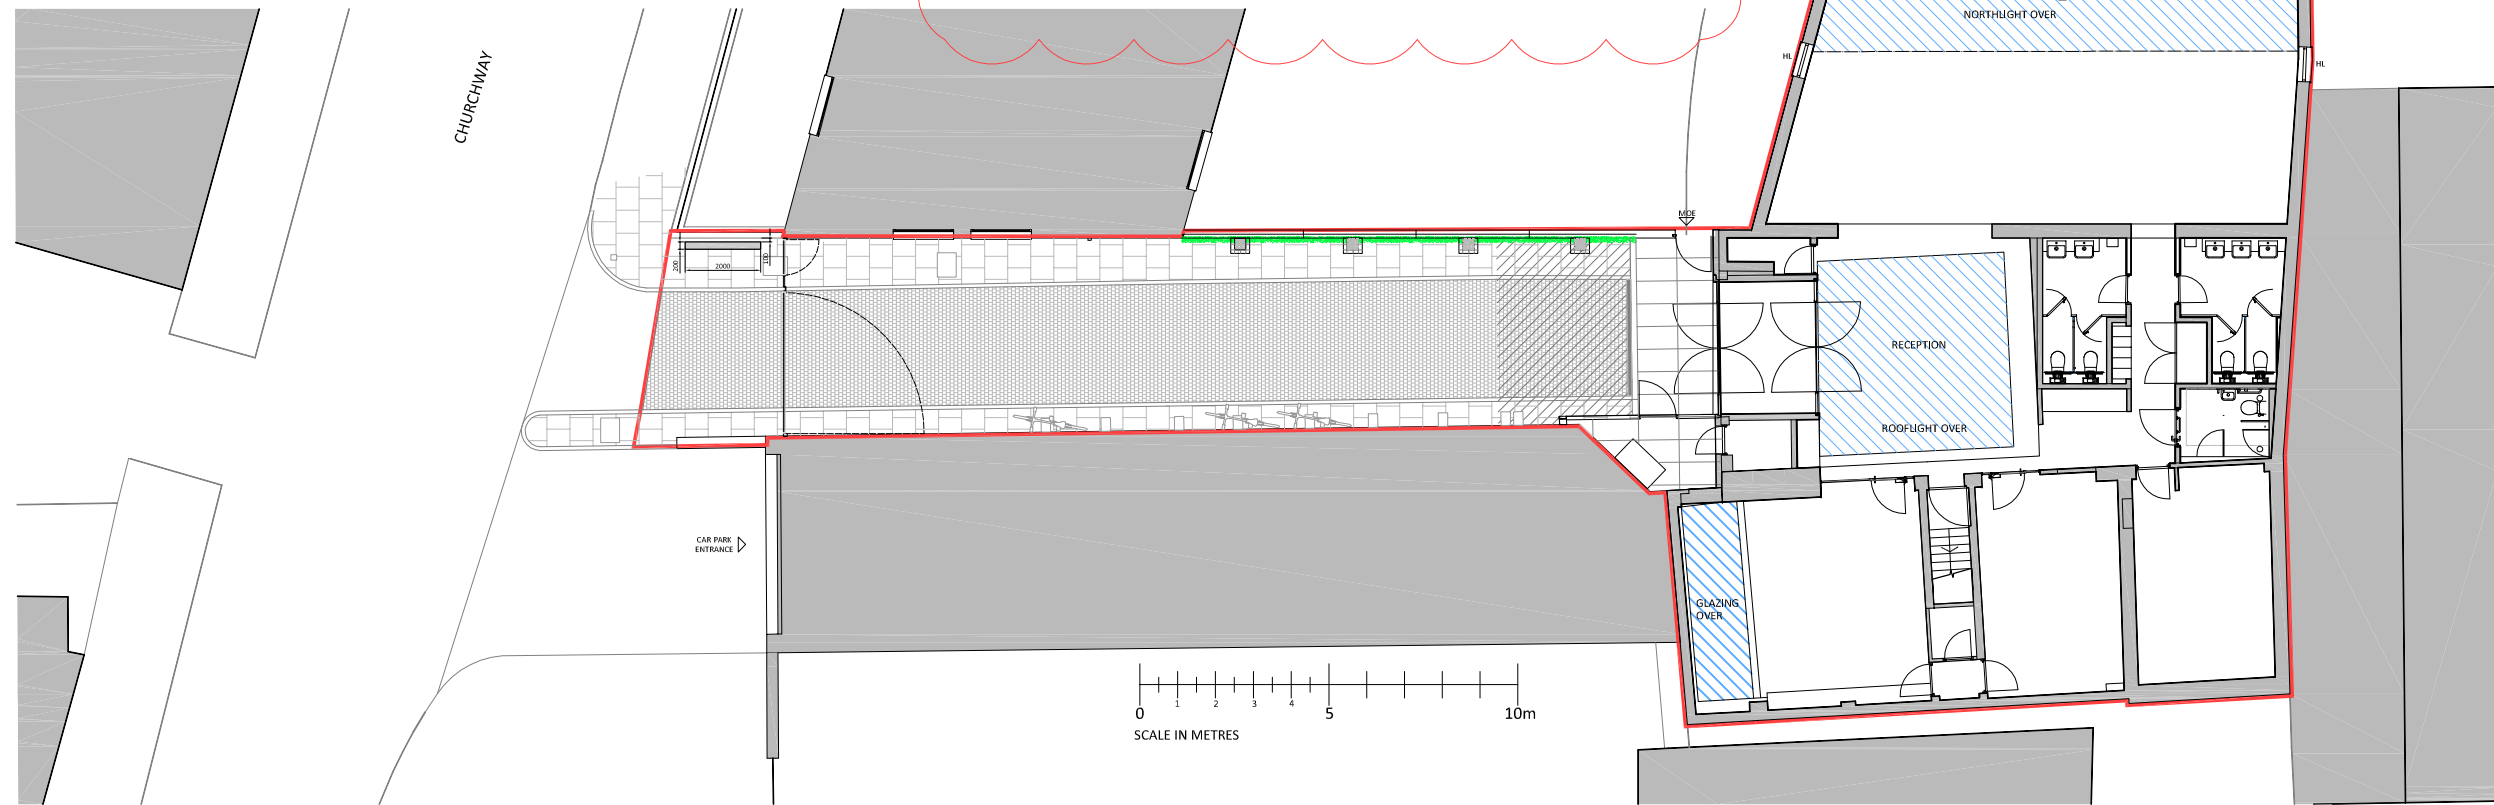 NORTHLIGHT OVER
HL
HL
CHURCHWAY
MOE
200
2000
100
RECEPTION
ROOFLIGHT OVER
CAR PARK
ENTRANCE
GLAZING
OVER
1
2
3
4
0
5
10m
SCALE IN METRES